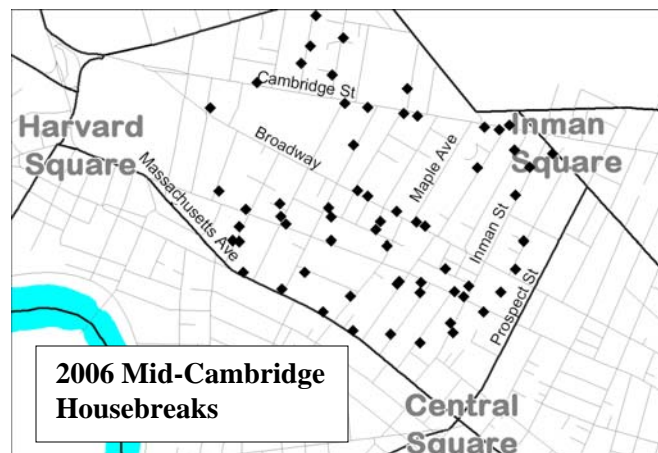 Cambridge St
Harvard
Square
Inman
Square
Broadway
Maple Ave
Massachusetts Ave
Inman St
Prospect St
2006 Mid-Cambridge
Housebreaks
Central
Square